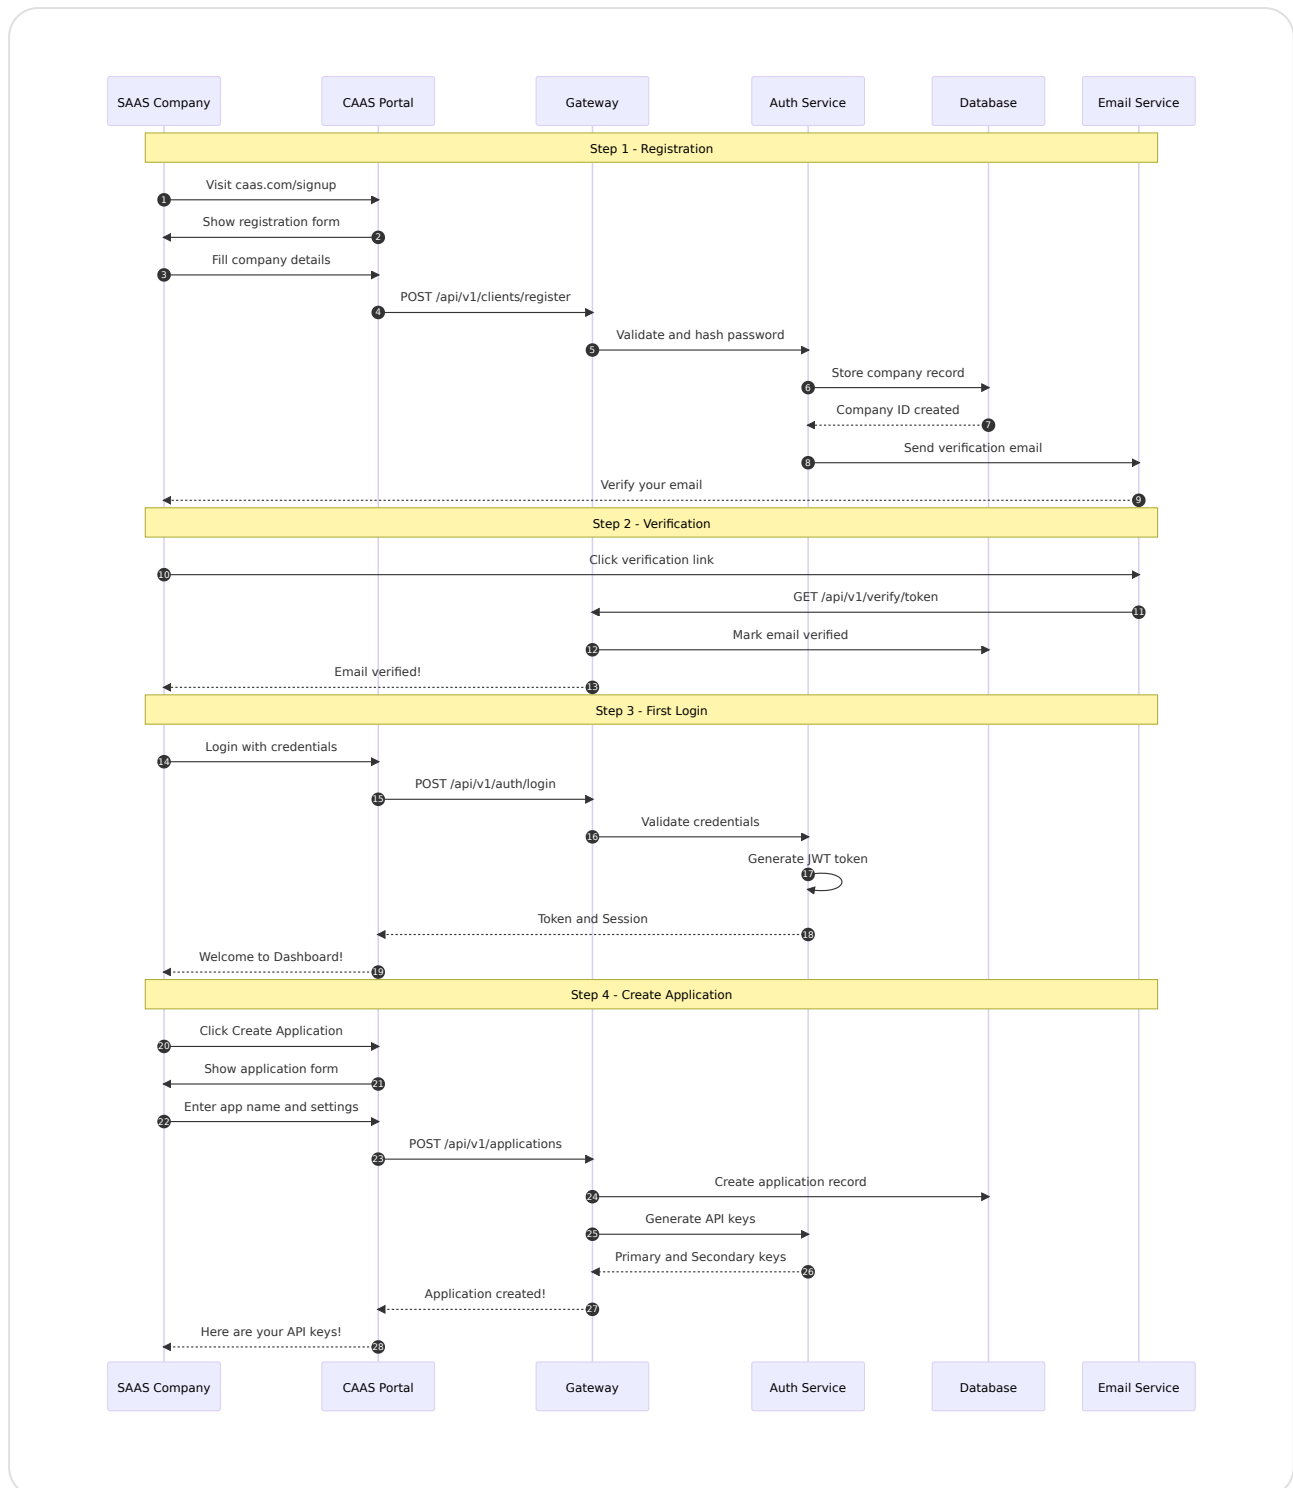 SAAS Company
CAAS Portal
Gateway
Auth Service
Database
Email Service
Step 1 - Registration
Visit caas.com/signup
1
Show registration form
2
Fill company details
3
POST /api/v1/clients/register
4
Validate and hash password
5
Store company record
6
Company ID created
7
Send verification email
8
Verify your email
9
Step 2 - Verification
Click verification link
10
GET /api/v1/verify/token
11
Mark email verified
12
Email verified!
13
Step 3 - First Login
Login with credentials
14
POST /api/v1/auth/login
15
Validate credentials
16
Generate JWT token
17
Token and Session
18
Welcome to Dashboard!
19
Step 4 - Create Application
Click Create Application
20
Show application form
21
Enter app name and settings
22
POST /api/v1/applications
23
Create application record
24
Generate API keys
25
Primary and Secondary keys
26
Application created!
27
Here are your API keys!
28
SAAS Company
CAAS Portal
Gateway
Auth Service
Database
Email Service